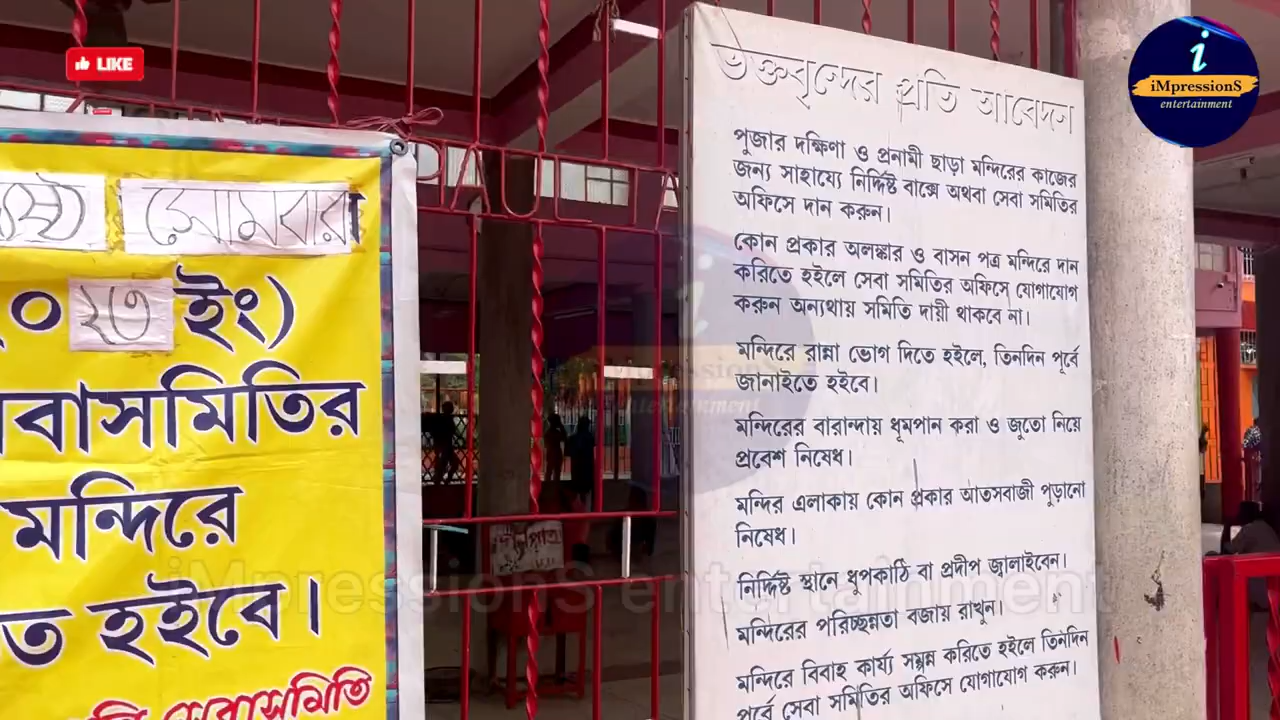 LIKE
i
iMpressionS
entertainment
ভক্তবৃন্দের প্রতি আবেদন
পুজার দক্ষিণা ও প্রনামী ছাড়া মন্দিরের কাজের
জন্য সাহায্যে নির্দ্দিষ্ট বাক্সে অথবা সেবা সমিতির
অফিসে দান করুন।
কোন প্রকার অলঙ্কার ও বাসন পত্র মন্দিরে দান
করিতে হইলে সেবা সমিতির অফিসে যোগাযোগ
করুন অন্যথায় সমিতি দায়ী থাকবে না।
মন্দিরে রান্না ভোগ দিতে হইলে, তিনদিন পূর্বে
জানাইতে হইবে।
মন্দিরের বারান্দায় ধূমপান করা ও জুতো নিয়ে
প্রবেশ নিষেধ।
মন্দির এলাকায় কোন প্রকার আতসবাজী পুড়ানো
নিষেধ।
নির্দ্দিষ্ট স্থানে ধুপকাঠি বা প্রদীপ জ্বালাইবেন।
মন্দিরের পরিচ্ছন্নতা বজায় রাখুন।
মন্দিরে বিবাহ কার্য্য সম্পন্ন করিতে হইলে তিনদিন
পূর্বে সেবা সমিতির অফিসে যোগাযোগ করুন।
সোমবার
২৩ ইং)
বাসমিতির
মন্দিরে
ত হইবে।
সেবাসমিতি
iMpressionS entertainment